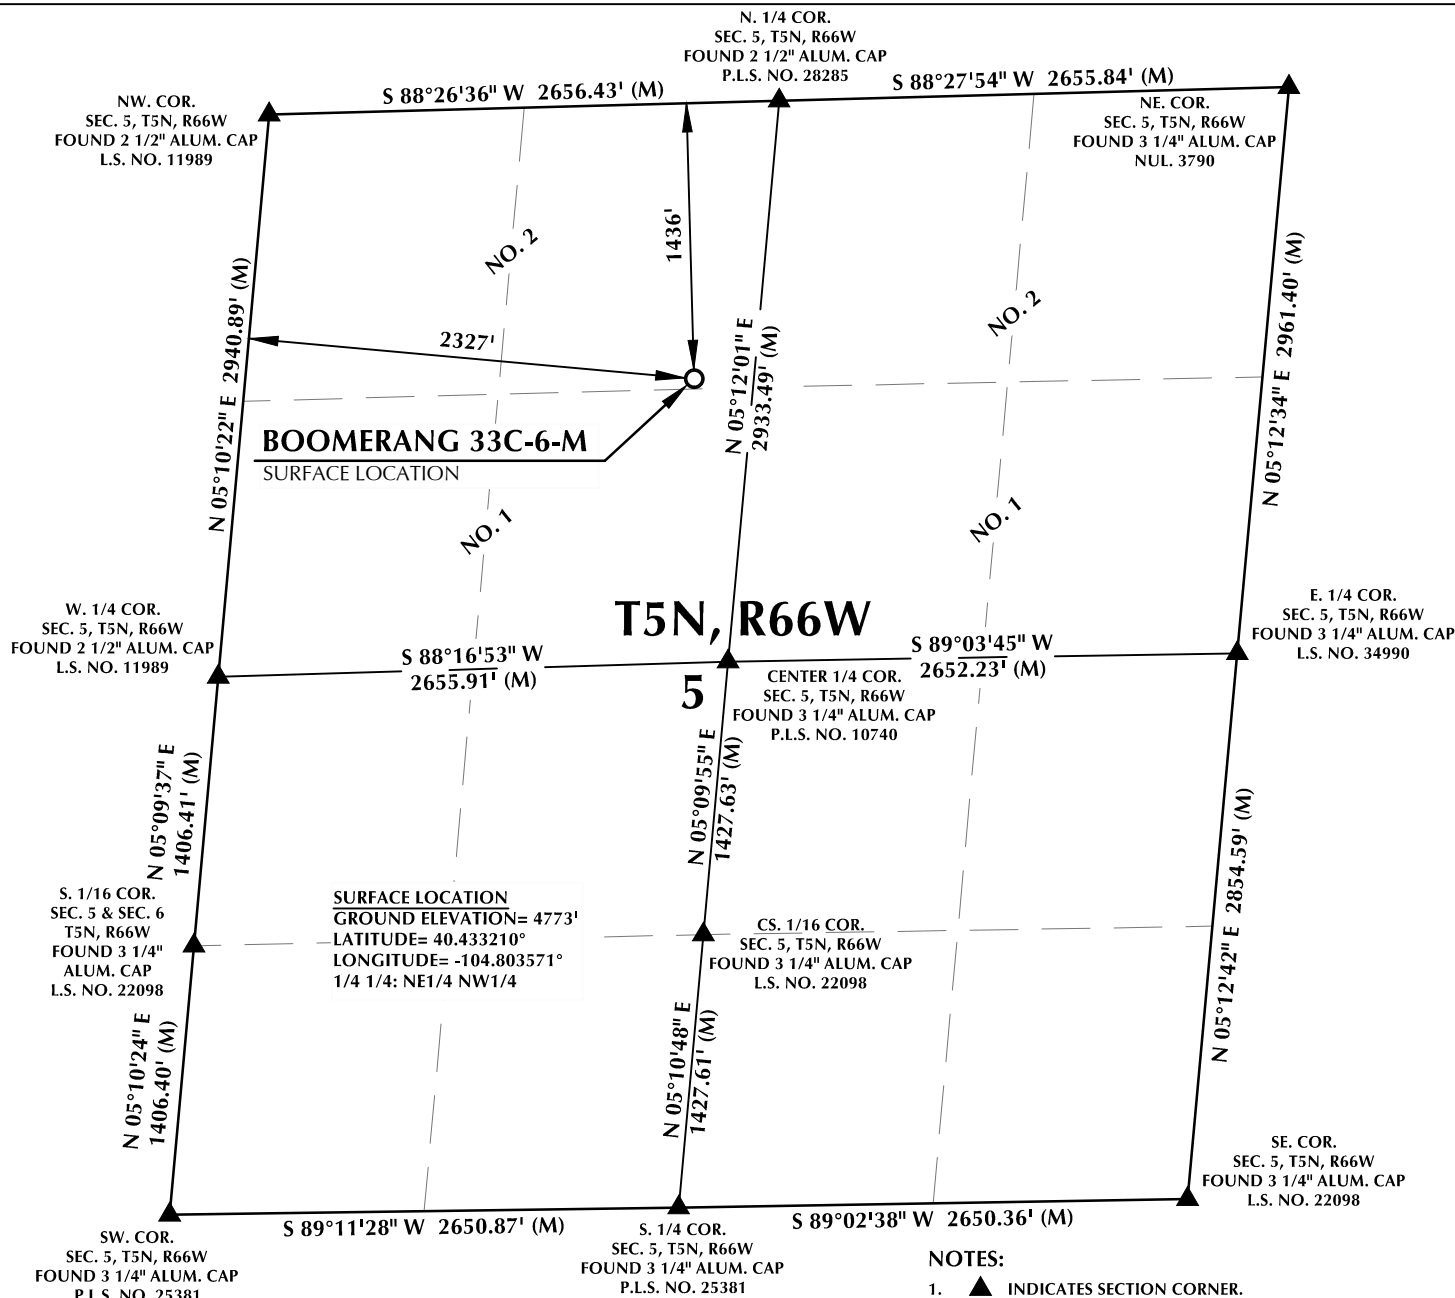 N. 1/4 COR.
SEC. 5, T5N, R66W
FOUND 2 1/2" ALUM. CAP
P.L.S. NO. 28285
S 88°26'36" W 2656.43' (M)
S 88°27'54" W 2655.84' (M)
NW. COR.
SEC. 5, T5N, R66W
FOUND 2 1/2" ALUM. CAP
L.S. NO. 11989
NE. COR.
SEC. 5, T5N, R66W
FOUND 3 1/4" ALUM. CAP
NUL. 3790
1436'
NO. 2
NO. 2
2327'
N 05°10'22" E 2940.89' (M)
N 05°12'01" E
2933.49' (M)
N 05°12'34" E 2961.40' (M)
BOOMERANG 33C-6-M
SURFACE LOCATION
NO. 1
NO. 1
T5N, R66W
5
W. 1/4 COR.
SEC. 5, T5N, R66W
FOUND 2 1/2" ALUM. CAP
L.S. NO. 11989
S 88°16'53" W
2655.91' (M)
S 89°03'45" W
2652.23' (M)
E. 1/4 COR.
SEC. 5, T5N, R66W
FOUND 3 1/4" ALUM. CAP
L.S. NO. 34990
CENTER 1/4 COR.
SEC. 5, T5N, R66W
FOUND 3 1/4" ALUM. CAP
P.L.S. NO. 10740
N 05°09'37" E
1406.41' (M)
N 05°09'55" E
1427.63' (M)
N 05°12'42" E 2854.59' (M)
S. 1/16 COR.
SEC. 5 & SEC. 6
T5N, R66W
FOUND 3 1/4"
ALUM. CAP
L.S. NO. 22098
SURFACE LOCATION
GROUND ELEVATION= 4773'
LATITUDE= 40.433210°
LONGITUDE= -104.803571°
1/4 1/4: NE1/4 NW1/4
CS. 1/16 COR.
SEC. 5, T5N, R66W
FOUND 3 1/4" ALUM. CAP
L.S. NO. 22098
N 05°10'24" E
1406.40' (M)
N 05°10'48" E
1427.61' (M)
SE. COR.
SEC. 5, T5N, R66W
FOUND 3 1/4" ALUM. CAP
L.S. NO. 22098
S 89°11'28" W 2650.87' (M)
S 89°02'38" W 2650.36' (M)
SW. COR.
SEC. 5, T5N, R66W
FOUND 3 1/4" ALUM. CAP
P.L.S. NO. 25381
S. 1/4 COR.
SEC. 5, T5N, R66W
FOUND 3 1/4" ALUM. CAP
P.L.S. NO. 25381
NOTES:
1. ▲ INDICATES SECTION CORNER.